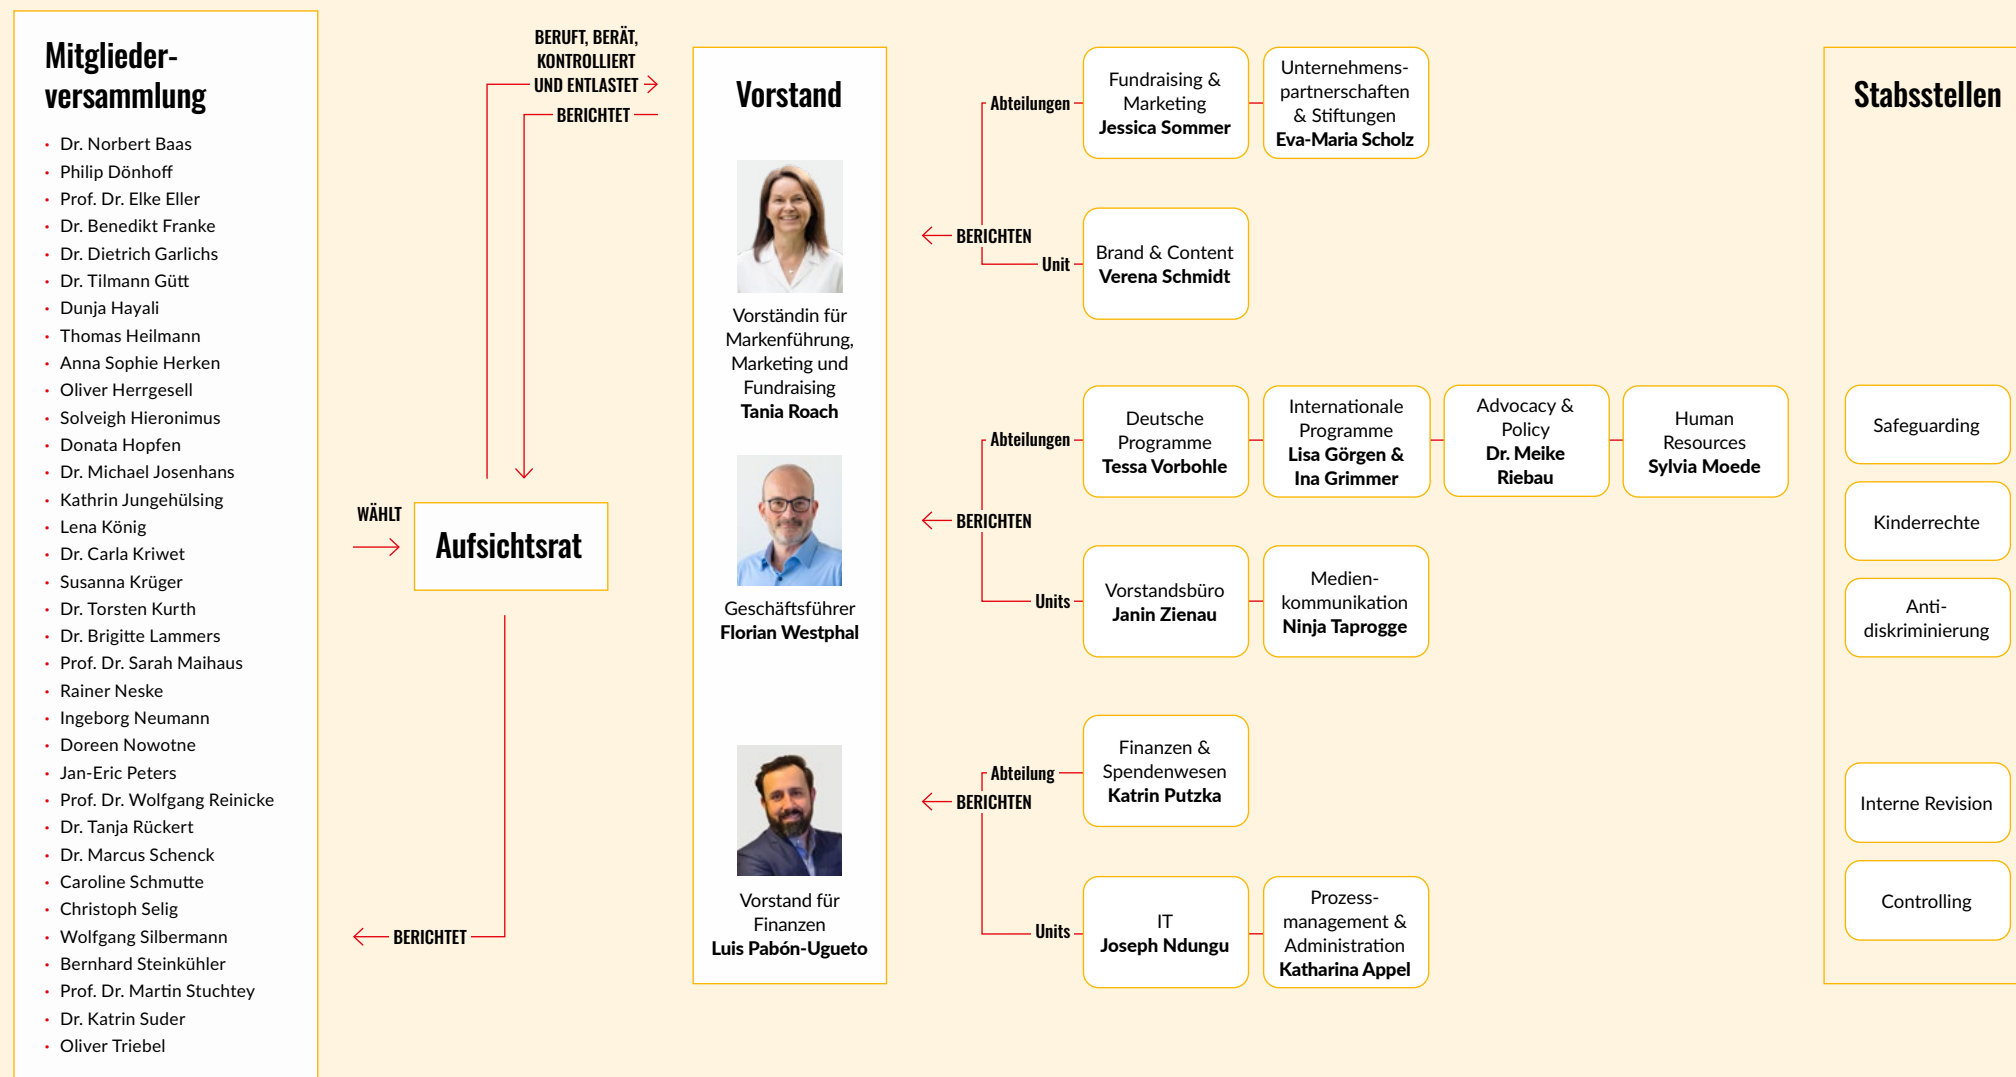 Mitglieder-
versammlung
• Dr. Norbert Baas
• Philip Dönhoff
• Prof. Dr. Elke Eller
• Dr. Benedikt Franke
• Dr. Dietrich Garlichs
• Dr. Tilmann Gütt
• Dunja Hayali
• Thomas Heilmann
• Anna Sophie Herken
• Oliver Herrgesell
• Solveigh Hieronimus
• Donata Hopfen
• Dr. Michael Josenhans
• Kathrin Jungehülsing
• Lena König
• Dr. Carla Kriwet
• Susanna Krüger
• Dr. Torsten Kurth
• Dr. Brigitte Lammers
• Prof. Dr. Sarah Maihaus
• Rainer Neske
• Ingeborg Neumann
• Doreen Nowotne
• Jan-Eric Peters
• Prof. Dr. Wolfgang Reinicke
• Dr. Tanja Rückert
• Dr. Marcus Schenck
• Caroline Schmutte
• Christoph Selig
• Wolfgang Silbermann
• Bernhard Steinkühler
• Prof. Dr. Martin Stuchtey
• Dr. Katrin Suder
• Oliver Triebel
WÄHLT
Aufsichtsrat
BERICHTET
BERUFT, BERÄT,
KONTROLLIERT
UND ENTLASTET
BERICHTET
Vorstand
Vorständin für
Markenführung,
Marketing und
Fundraising
Tania Roach
Geschäftsführer
Florian Westphal
Vorstand für
Finanzen
Luis Pabón-Ugueto
BERICHTEN
Abteilungen
Fundraising &
Marketing
Jessica Sommer
Unternehmens-
partnerschaften
& Stiftungen
Eva-Maria Scholz
Unit
Brand & Content
Verena Schmidt
BERICHTEN
Abteilungen
Deutsche
Programme
Tessa Vorbohle
Internationale
Programme
Lisa Görgen &
Ina Grimmer
Advocacy &
Policy
Dr. Meike
Riebau
Human
Resources
Sylvia Moede
Units
Vorstandsbüro
Janin Zienau
Medien-
kommunikation
Ninja Taprogge
BERICHTEN
Abteilung
Finanzen &
Spendenwesen
Katrin Putzka
Units
IT
Joseph Ndungu
Prozess-
management &
Administration
Katharina Appel
Stabsstellen
Safeguarding
Kinderrechte
Anti-
diskriminierung
Interne Revision
Controlling